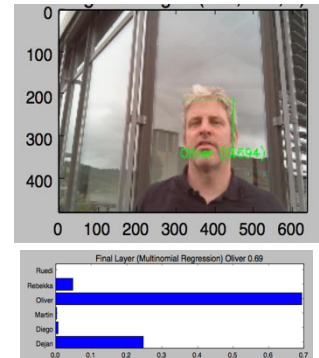 0
100
200
300
400
Oliver
0 100 200 300 400 500 600
Final Layer (Multinomial Regression) Oliver 0.69
Ruedi
Rebekka
Oliver
Martin
Diego
Dejan
0.0 0.1 0.2 0.3 0.4 0.5 0.6 0.7